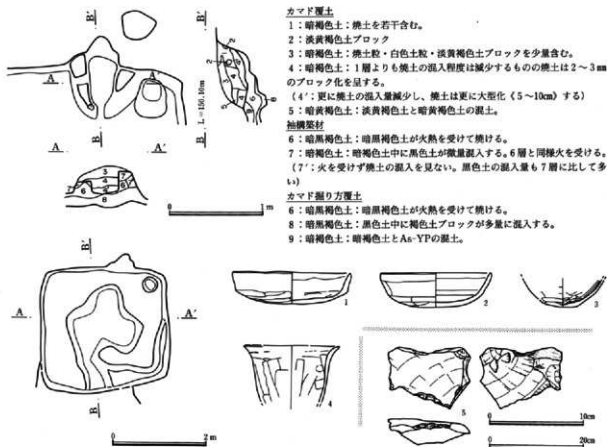 カマド覆土
1：暗褐色土：焼土を若干含む。
2：淡黄褐色土ブロック
3：暗褐色土：焼土粒・白色土粒・淡黄褐色土ブロックを少量含む。
4：暗褐色土：1層よりも焼土の混入程度は減少するものの焼土は2～3mm
のブロック化を呈する。
（4′：更に焼土の混入量減少し、焼土は更に大型化《5～10cm》する）
5：暗黄褐色土：淡黄褐色土と暗黄褐色土の混土。
袖構築材
6：暗黒褐色土：暗黒褐色土が火熱を受けて焼ける。
7：暗褐色土：暗褐色土中に黒色土が微量混入する。6層と同様火を受ける。
（7′：火を受けず焼土の混入を見ない。黒色土の混入量も7層に比して多
い）
カマド掘り方覆土
6：暗黒褐色土：暗黒褐色土が火熱を受けて焼ける。
8：暗黒色土：黒色土中に褐色土ブロックが多量に混入する。
9：暗褐色土：暗褐色土とAs-YPの混土。
B′
A
A′
B
L=150.10m
A
A′
3
4
7
6
8
0
1 m
B′
A
A′
B
0
2 m
1
2
3
4
5
0
10cm
0
20cm